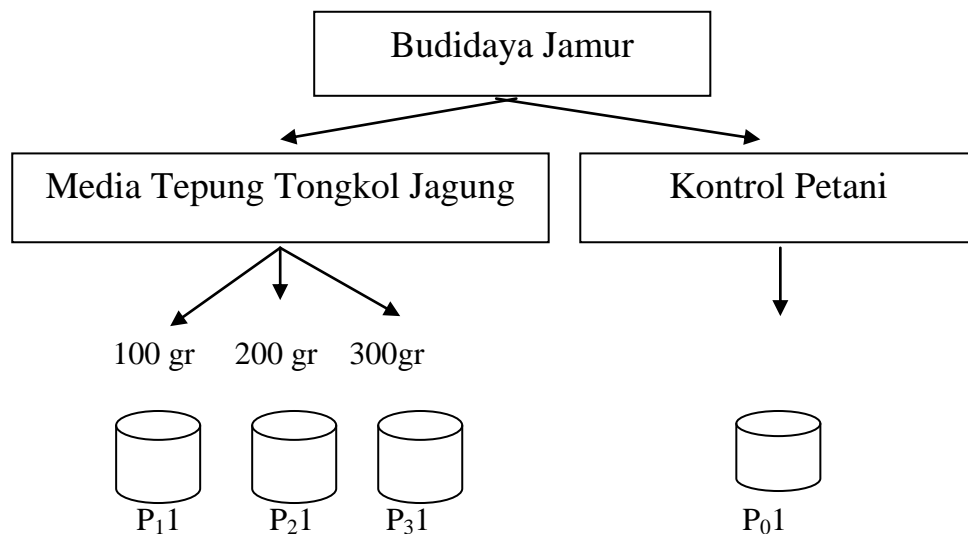 Budidaya Jamur
Media Tepung Tongkol Jagung
Kontrol Petani
100 gr 200 gr 300gr
P₁1 P₂1 P₃1 P₀1